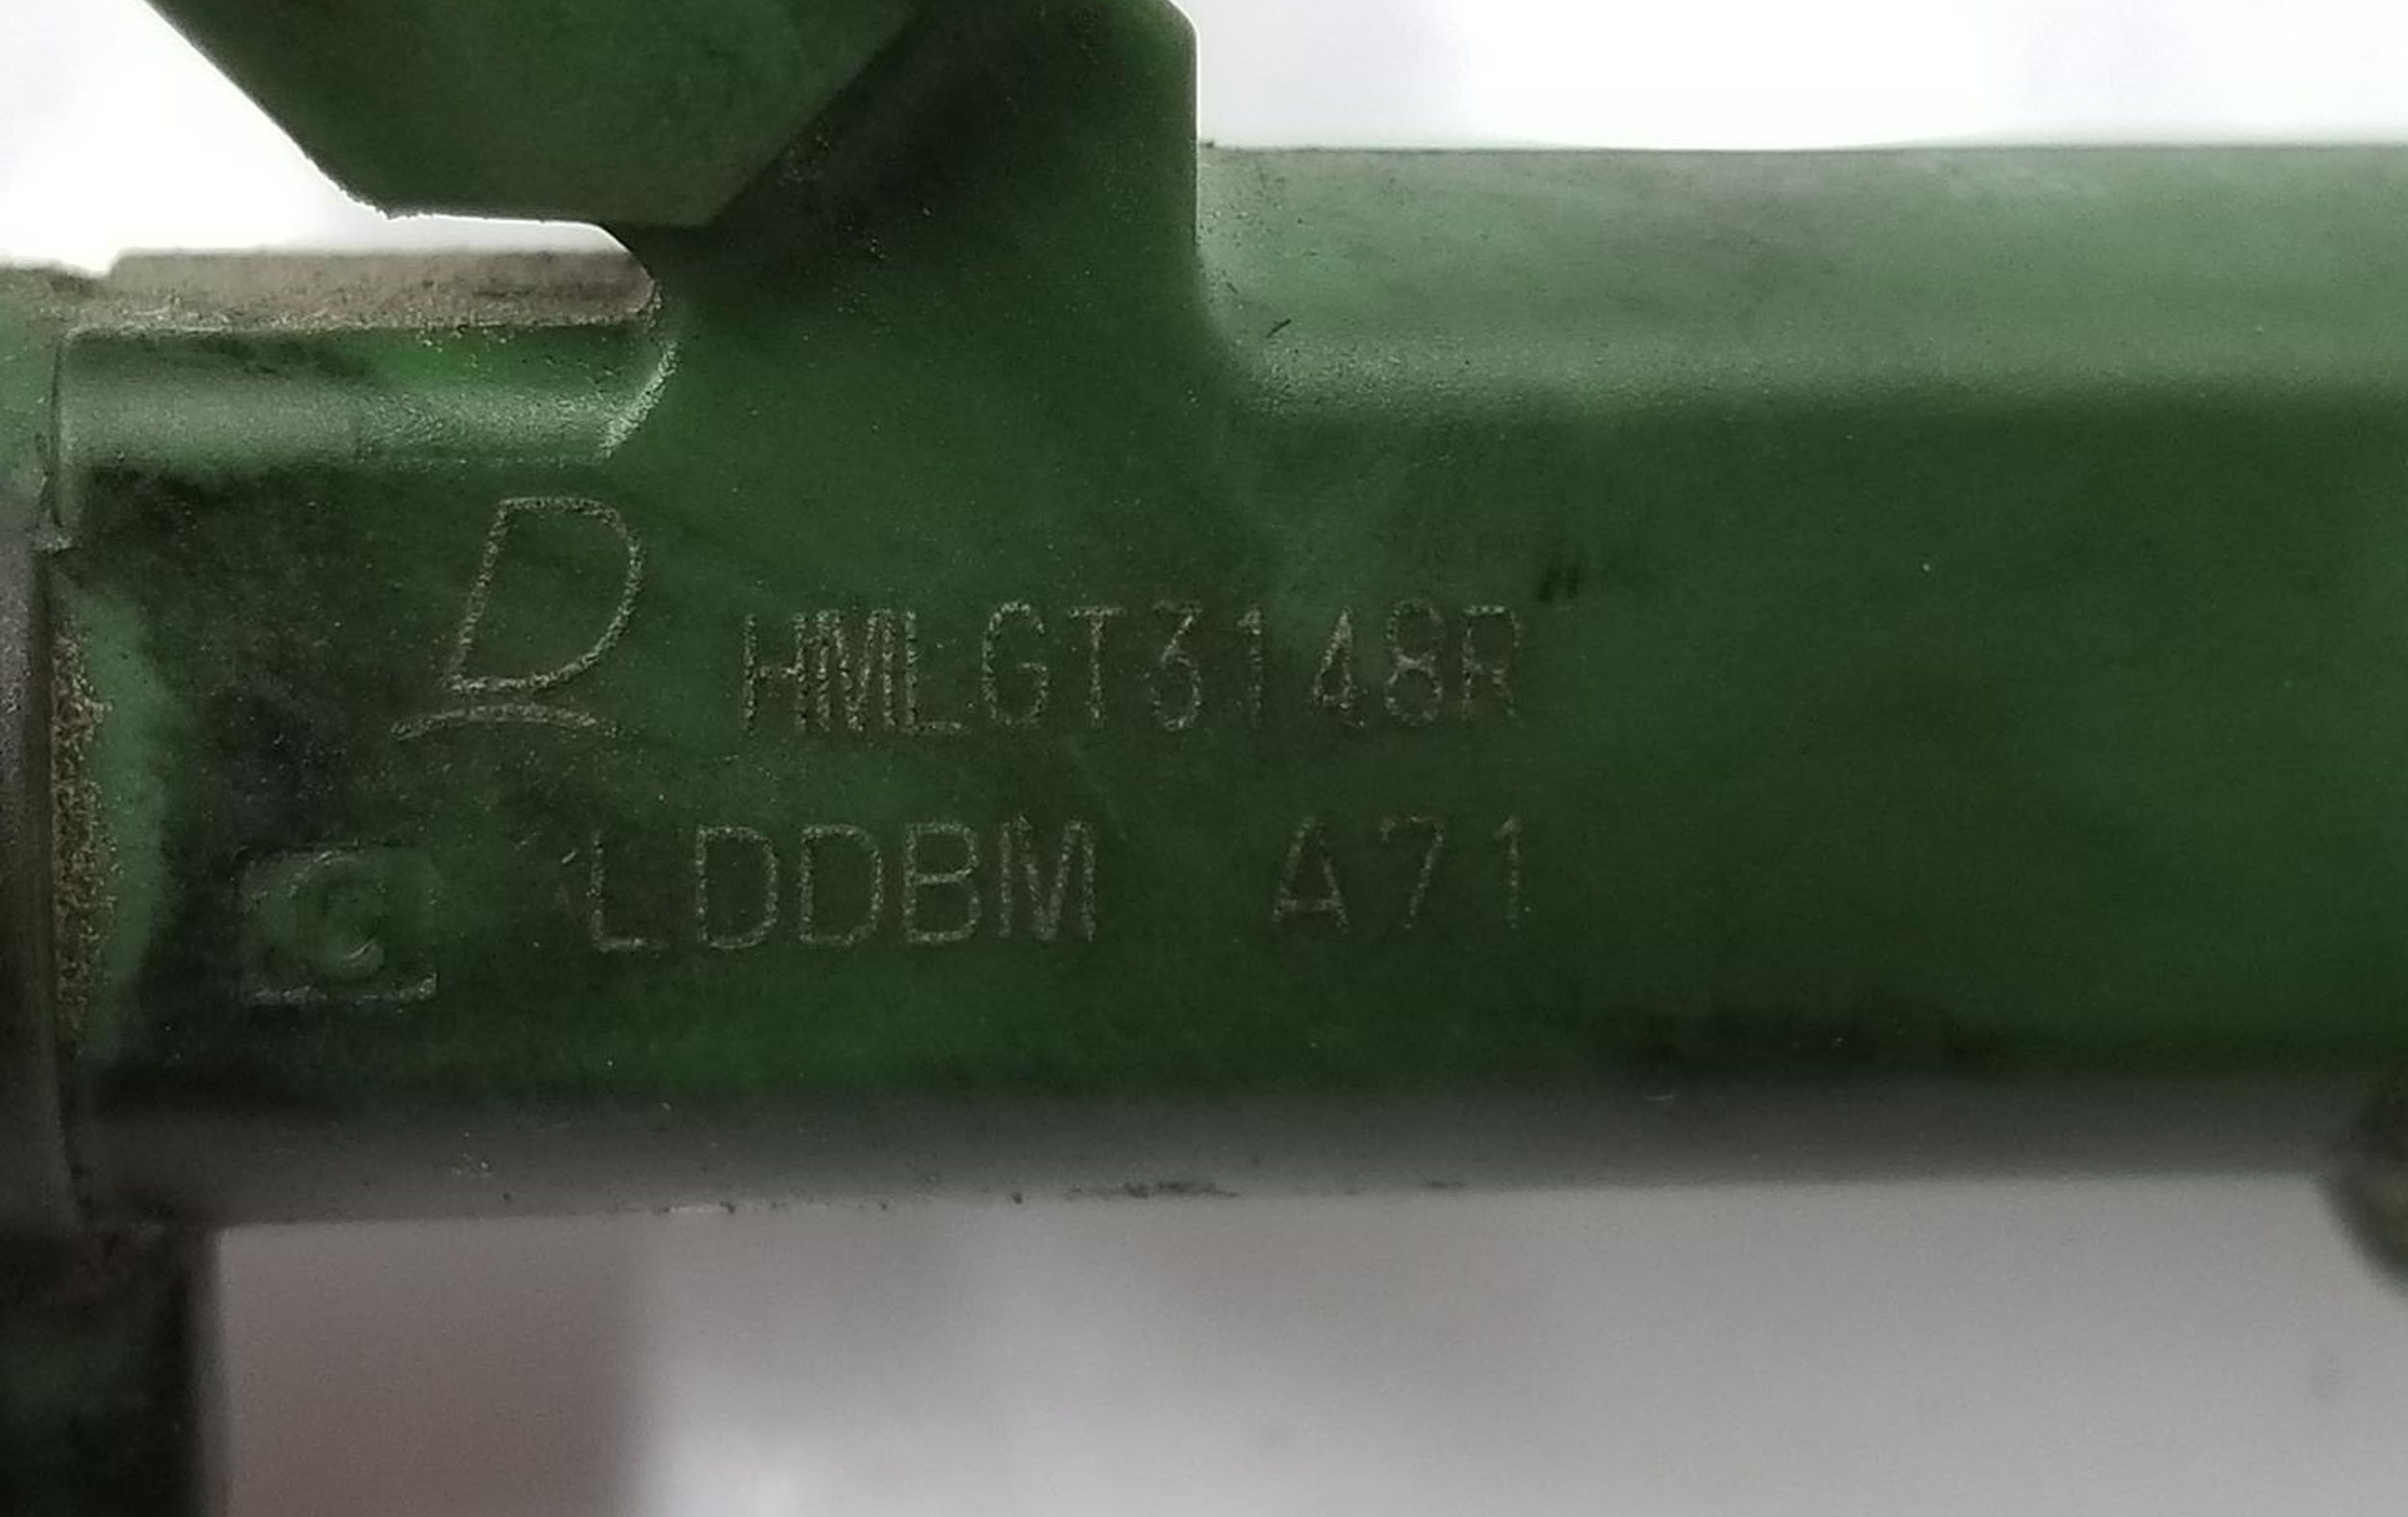 D HMLGT3148R
C LDDBM A71